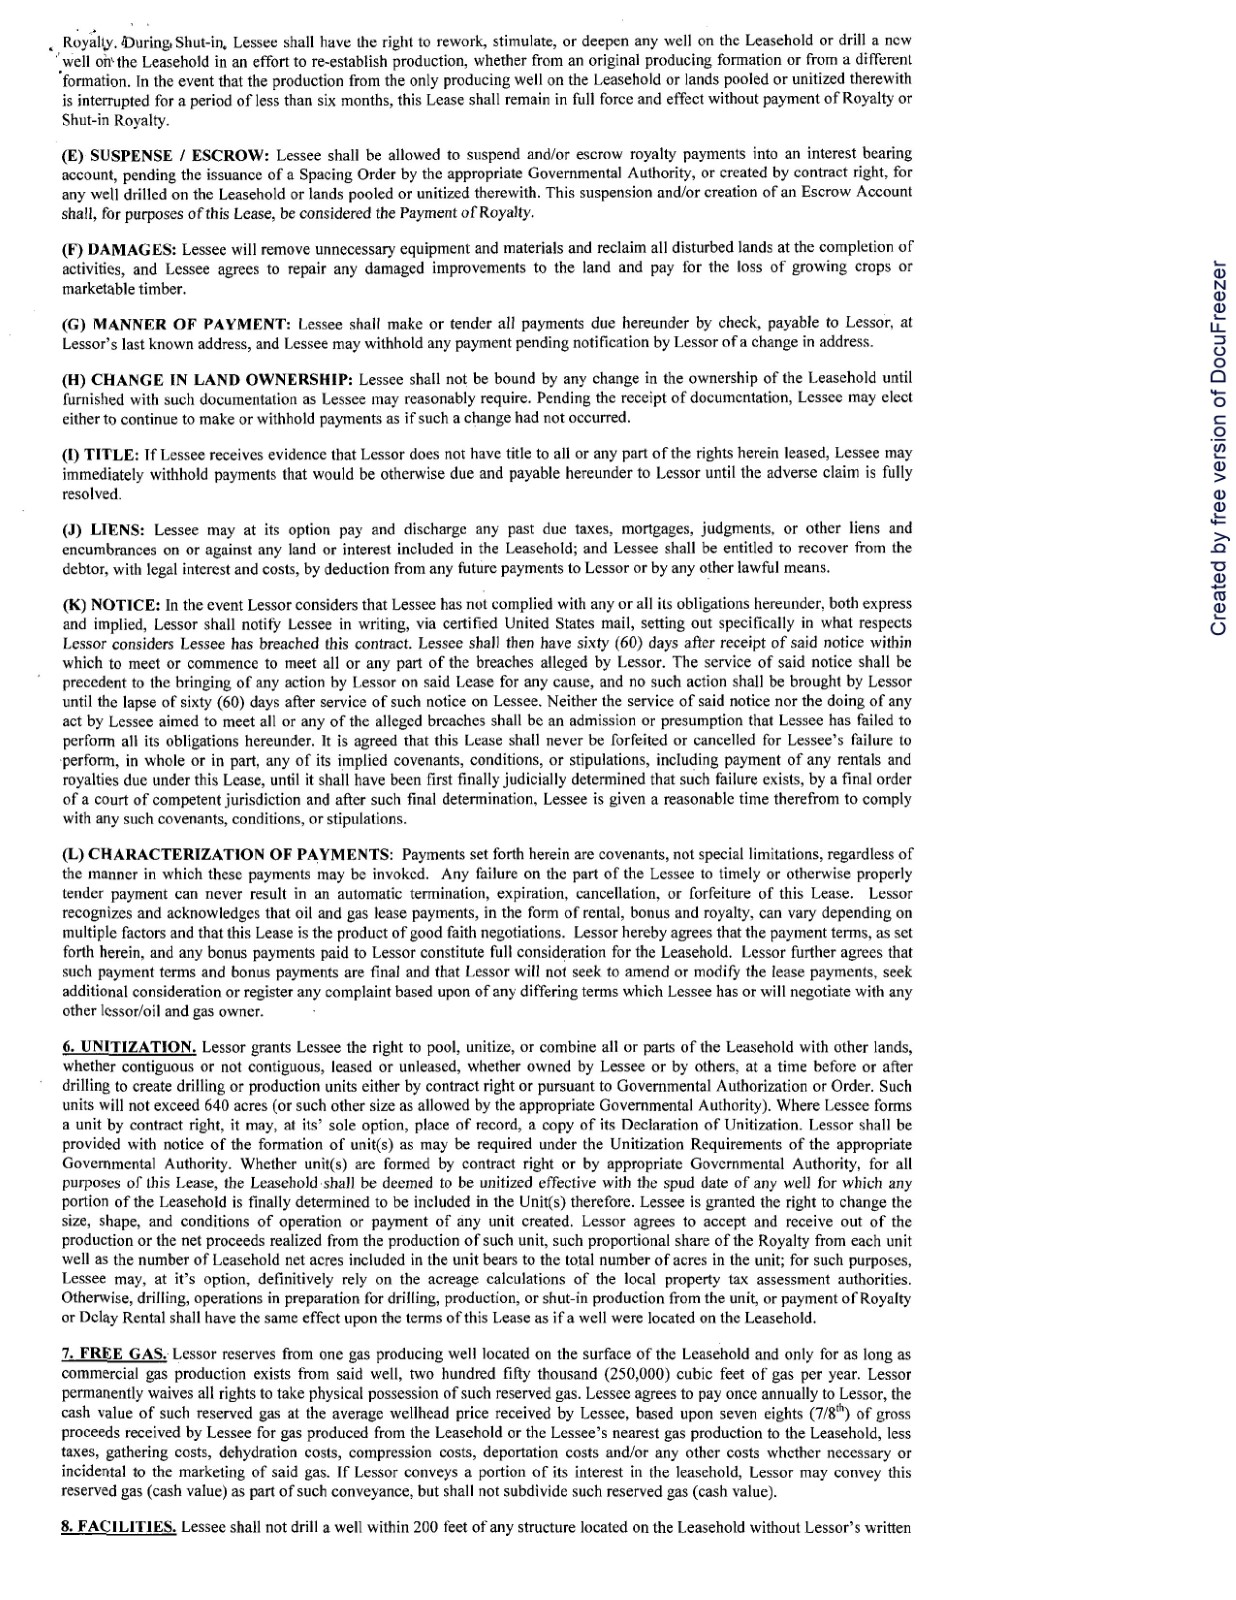 Royalty. During Shut-in, Lessee shall have the right to rework, stimulate, or deepen any well on the Leasehold or drill a new
well on the Leasehold in an effort to re-establish production, whether from an original producing formation or from a different
formation. In the event that the production from the only producing well on the Leasehold or lands pooled or unitized therewith
is interrupted for a period of less than six months, this Lease shall remain in full force and effect without payment of Royalty or
Shut-in Royalty.
(E) SUSPENSE / ESCROW: Lessee shall be allowed to suspend and/or escrow royalty payments into an interest bearing
account, pending the issuance of a Spacing Order by the appropriate Governmental Authority, or created by contract right, for
any well drilled on the Leasehold or lands pooled or unitized therewith. This suspension and/or creation of an Escrow Account
shall, for purposes of this Lease, be considered the Payment of Royalty.
(F) DAMAGES: Lessee will remove unnecessary equipment and materials and reclaim all disturbed lands at the completion of
activities, and Lessee agrees to repair any damaged improvements to the land and pay for the loss of growing crops or
marketable timber.
(G) MANNER OF PAYMENT: Lessee shall make or tender all payments due hereunder by check, payable to Lessor, at
Lessor's last known address, and Lessee may withhold any payment pending notification by Lessor of a change in address.
(H) CHANGE IN LAND OWNERSHIP: Lessee shall not be bound by any change in the ownership of the Leasehold until
furnished with such documentation as Lessee may reasonably require. Pending the receipt of documentation, Lessee may elect
either to continue to make or withhold payments as if such a change had not occurred.
(I) TITLE: If Lessee receives evidence that Lessor does not have title to all or any part of the rights herein leased, Lessee may
immediately withhold payments that would be otherwise due and payable hereunder to Lessor until the adverse claim is fully
resolved.
(J) LIENS: Lessee may at its option pay and discharge any past due taxes, mortgages, judgments, or other liens and
encumbrances on or against any land or interest included in the Leasehold; and Lessee shall be entitled to recover from the
debtor, with legal interest and costs, by deduction from any future payments to Lessor or by any other lawful means.
(K) NOTICE: In the event Lessor considers that Lessee has not complied with any or all its obligations hereunder, both express
and implied, Lessor shall notify Lessee in writing, via certified United States mail, setting out specifically in what respects
Lessor considers Lessee has breached this contract. Lessee shall then have sixty (60) days after receipt of said notice within
which to meet or commence to meet all or any part of the breaches alleged by Lessor. The service of said notice shall be
precedent to the bringing of any action by Lessor on said Lease for any cause, and no such action shall be brought by Lessor
until the lapse of sixty (60) days after service of such notice on Lessee. Neither the service of said notice nor the doing of any
act by Lessee aimed to meet all or any of the alleged breaches shall be an admission or presumption that Lessee has failed to
perform all its obligations hereunder. It is agreed that this Lease shall never be forfeited or cancelled for Lessee's failure to
perform, in whole or in part, any of its implied covenants, conditions, or stipulations, including payment of any rentals and
royalties due under this Lease, until it shall have been first finally judicially determined that such failure exists, by a final order
of a court of competent jurisdiction and after such final determination, Lessee is given a reasonable time therefrom to comply
with any such covenants, conditions, or stipulations.
(L) CHARACTERIZATION OF PAYMENTS: Payments set forth herein are covenants, not special limitations, regardless of
the manner in which these payments may be invoked. Any failure on the part of the Lessee to timely or otherwise properly
tender payment can never result in an automatic termination, expiration, cancellation, or forfeiture of this Lease. Lessor
recognizes and acknowledges that oil and gas lease payments, in the form of rental, bonus and royalty, can vary depending on
multiple factors and that this Lease is the product of good faith negotiations. Lessor hereby agrees that the payment terms, as set
forth herein, and any bonus payments paid to Lessor constitute full consideration for the Leasehold. Lessor further agrees that
such payment terms and bonus payments are final and that Lessor will not seek to amend or modify the lease payments, seek
additional consideration or register any complaint based upon of any differing terms which Lessee has or will negotiate with any
other lessor/oil and gas owner.
6. UNITIZATION. Lessor grants Lessee the right to pool, unitize, or combine all or parts of the Leasehold with other lands,
whether contiguous or not contiguous, leased or unleased, whether owned by Lessee or by others, at a time before or after
drilling to create drilling or production units either by contract right or pursuant to Governmental Authorization or Order. Such
units will not exceed 640 acres (or such other size as allowed by the appropriate Governmental Authority). Where Lessee forms
a unit by contract right, it may, at its' sole option, place of record, a copy of its Declaration of Unitization. Lessor shall be
provided with notice of the formation of unit(s) as may be required under the Unitization Requirements of the appropriate
Governmental Authority. Whether unit(s) are formed by contract right or by appropriate Governmental Authority, for all
purposes of this Lease, the Leasehold shall be deemed to be unitized effective with the spud date of any well for which any
portion of the Leasehold is finally determined to be included in the Unit(s) therefore. Lessee is granted the right to change the
size, shape, and conditions of operation or payment of any unit created. Lessor agrees to accept and receive out of the
production or the net proceeds realized from the production of such unit, such proportional share of the Royalty from each unit
well as the number of Leasehold net acres included in the unit bears to the total number of acres in the unit; for such purposes,
Lessee may, at it's option, definitively rely on the acreage calculations of the local property tax assessment authorities.
Otherwise, drilling, operations in preparation for drilling, production, or shut-in production from the unit, or payment of Royalty
or Delay Rental shall have the same effect upon the terms of this Lease as if a well were located on the Leasehold.
7. FREE GAS. Lessor reserves from one gas producing well located on the surface of the Leasehold and only for as long as
commercial gas production exists from said well, two hundred fifty thousand (250,000) cubic feet of gas per year. Lessor
permanently waives all rights to take physical possession of such reserved gas. Lessee agrees to pay once annually to Lessor, the
cash value of such reserved gas at the average wellhead price received by Lessee, based upon seven eights (7/8th) of gross
proceeds received by Lessee for gas produced from the Leasehold or the Lessee's nearest gas production to the Leasehold, less
taxes, gathering costs, dehydration costs, compression costs, deportation costs and/or any other costs whether necessary or
incidental to the marketing of said gas. If Lessor conveys a portion of its interest in the leasehold, Lessor may convey this
reserved gas (cash value) as part of such conveyance, but shall not subdivide such reserved gas (cash value).
8. FACILITIES. Lessee shall not drill a well within 200 feet of any structure located on the Leasehold without Lessor's written
Created by free version of DocuFreezer